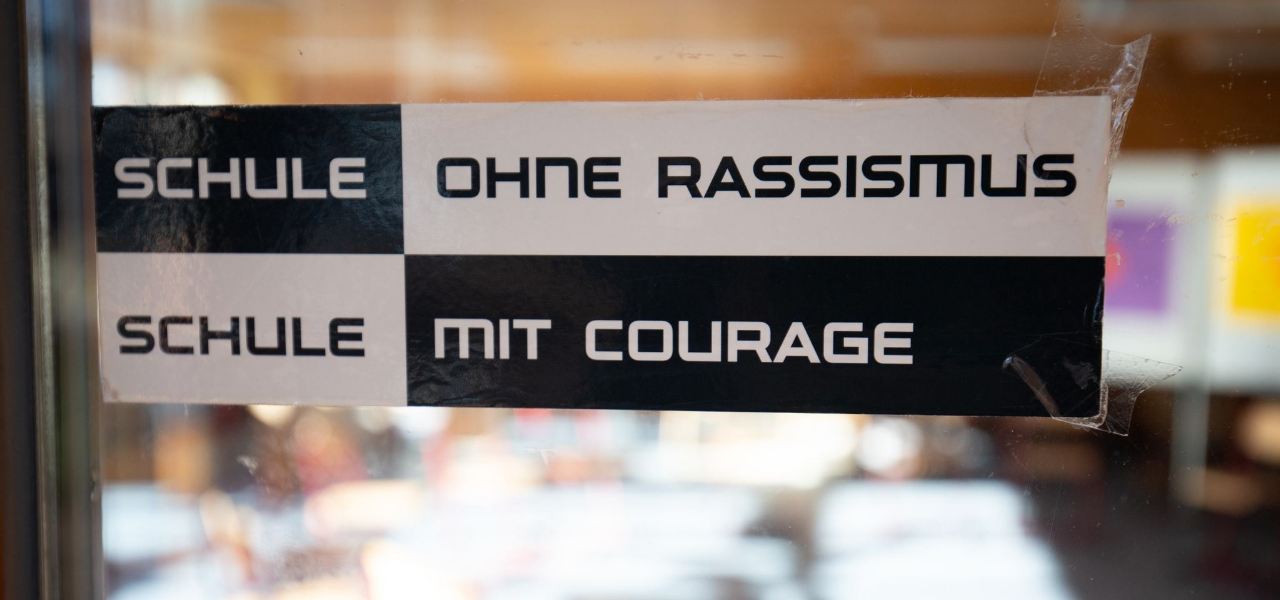 SCHULE OHNE RASSISMUS
SCHULE MIT COURAGE